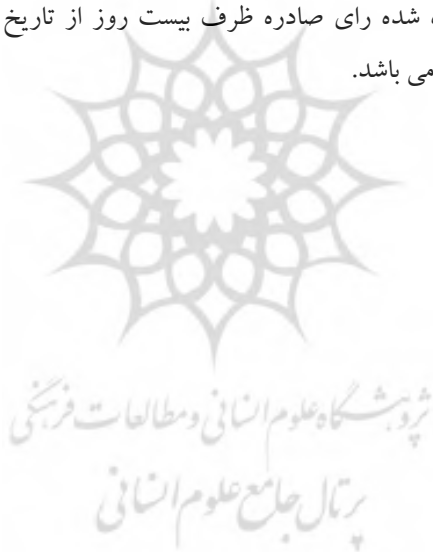 شده رای صادره ظرف بیست روز از تاریخ
می باشد.
پژوهشگاه علوم انسانی و مطالعات فرهنگی
پرتال جامع علوم انسانی